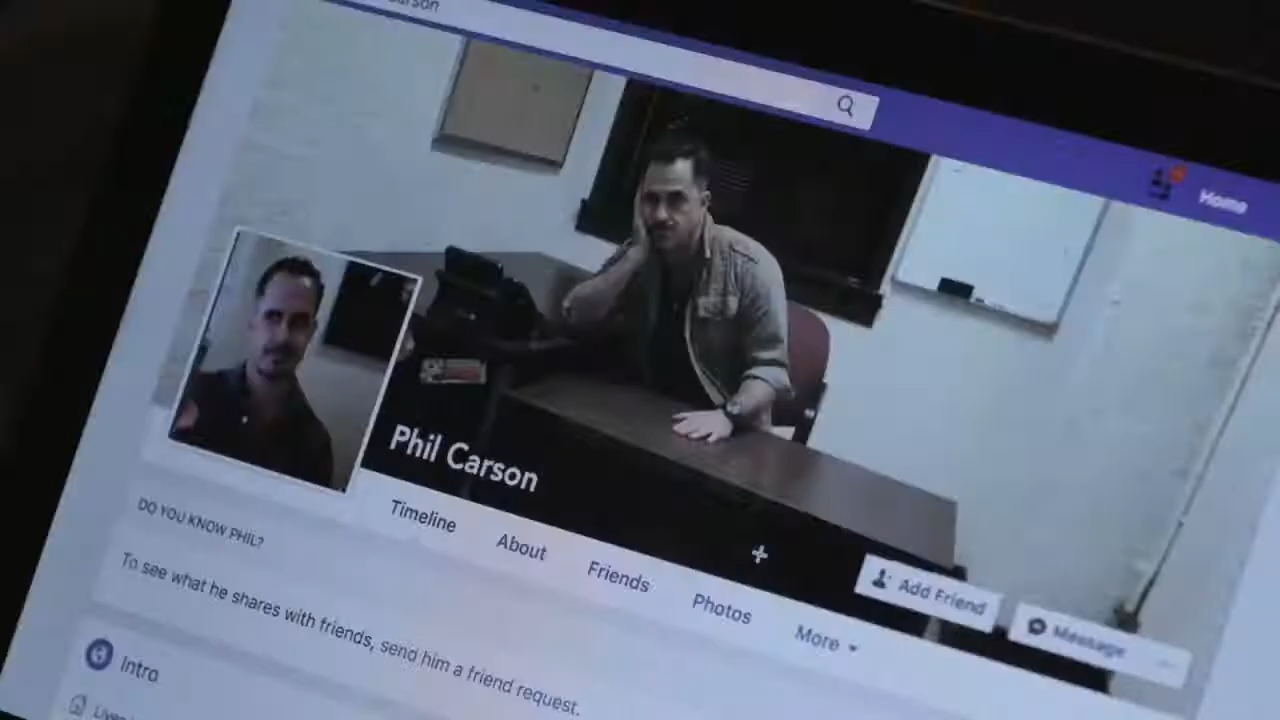 Home
Phil Carson
Timeline
About
Friends
Photos
More
Add Friend
Message
DO YOU KNOW PHIL?
To see what he shares with friends, send him a friend request.
Intro